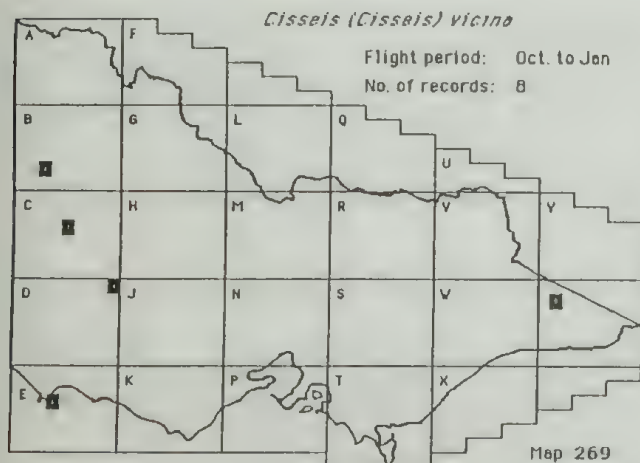 Cisseis (Cisseis) vicina
Flight period: Oct. to Jan
No. of records: 8
A F
B G L Q
U
C H M R V Y
D J N S W
E K P T X
Map 269